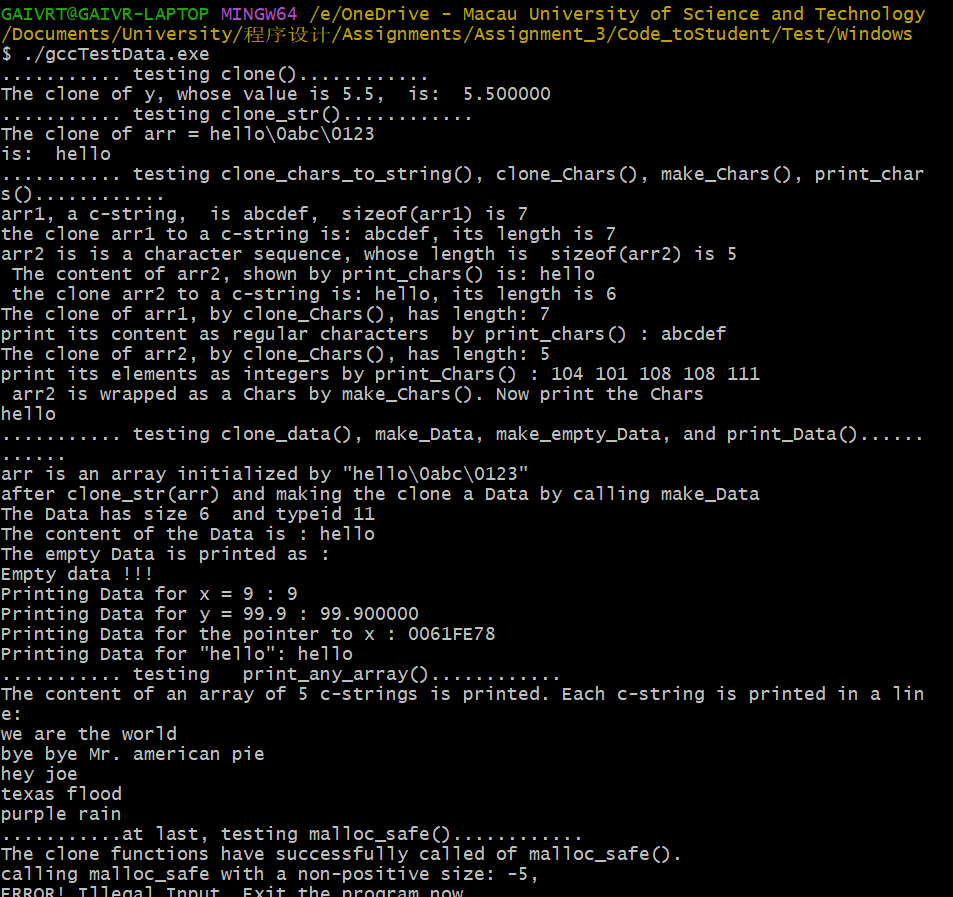 GAIVRT@GAIVR-LAPTOP MINGW64 /e/OneDrive - Macau University of Science and Technology
/Documents/University/程序设计/Assignments/Assignment_3/Code_toStudent/Test/Windows
$ ./gccTestData.exe
........... testing clone()............
The clone of y, whose value is 5.5,  is:  5.500000
........... testing clone_str()............
The clone of arr = hello\0abc\0123
is:  hello
........... testing clone_chars_to_string(), clone_Chars(), make_Chars(), print_char
s()............
arr1, a c-string,  is abcdef,  sizeof(arr1) is 7
the clone arr1 to a c-string is: abcdef, its length is 7
arr2 is is a character sequence, whose length is  sizeof(arr2) is 5
 The content of arr2, shown by print_chars() is: hello
 the clone arr2 to a c-string is: hello, its length is 6
The clone of arr1, by clone_Chars(), has length: 7
print its content as regular characters  by print_chars() : abcdef
The clone of arr2, by clone_Chars(), has length: 5
print its elements as integers by print_Chars() : 104 101 108 108 111
 arr2 is wrapped as a Chars by make_Chars(). Now print the Chars
hello
........... testing clone_data(), make_Data, make_empty_Data, and print_Data()......
......
arr is an array initialized by "hello\0abc\0123"
after clone_str(arr) and making the clone a Data by calling make_Data
The Data has size 6  and typeid 11
The content of the Data is : hello
The empty Data is printed as :
Empty data !!!
Printing Data for x = 9 : 9
Printing Data for y = 99.9 : 99.900000
Printing Data for the pointer to x : 0061FE78
Printing Data for "hello": hello
........... testing   print_any_array()............
The content of an array of 5 c-strings is printed. Each c-string is printed in a lin
e:
we are the world
bye bye Mr. american pie
hey joe
texas flood
purple rain
...........at last, testing malloc_safe()............
The clone functions have successfully called of malloc_safe().
calling malloc_safe with a non-positive size: -5,
ERROR! Illegal Input. Exit the program now